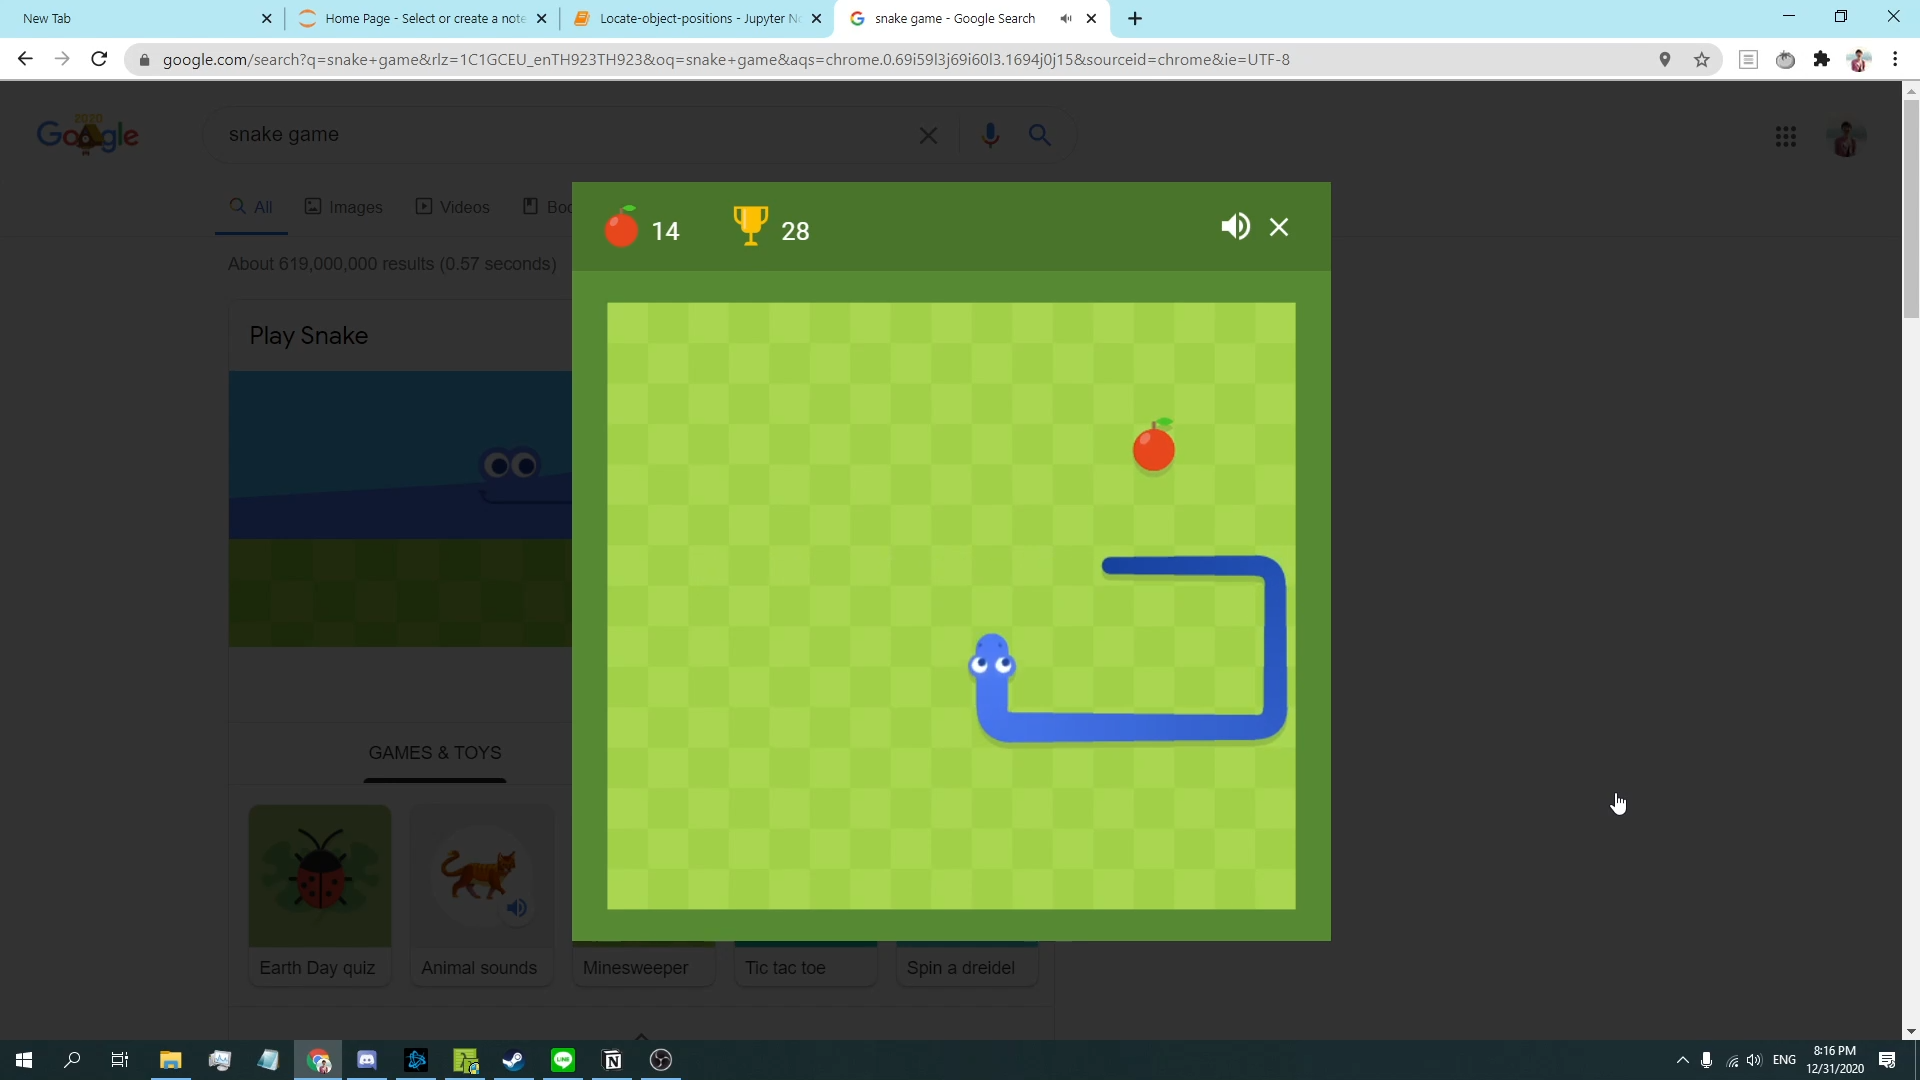 New Tab
Home Page - Select or create a note
Locate-object-positions - Jupyter No
snake game - Google Search
google.com/search?q=snake+game&rlz=1C1GCEU_enTH923TH923&oq=snake+game&aqs=chrome.0.69i59l3j69i60l3.1694j0j15&sourceid=chrome&ie=UTF-8
2020
Google
snake game
All
Images
Videos
Boo
14
28
About 619,000,000 results (0.57 seconds)
Play Snake
GAMES & TOYS
Earth Day quiz
Animal sounds
Minesweeper
Tic tac toe
Spin a dreidel
ENG
8:16 PM
12/31/2020
LINE